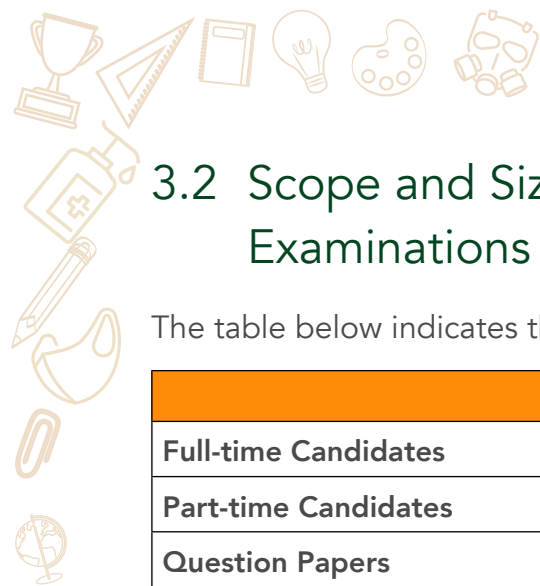 3.2 Scope and Siz
Examinations
The table below indicates t
Full-time Candidates
Part-time Candidates
Question Papers